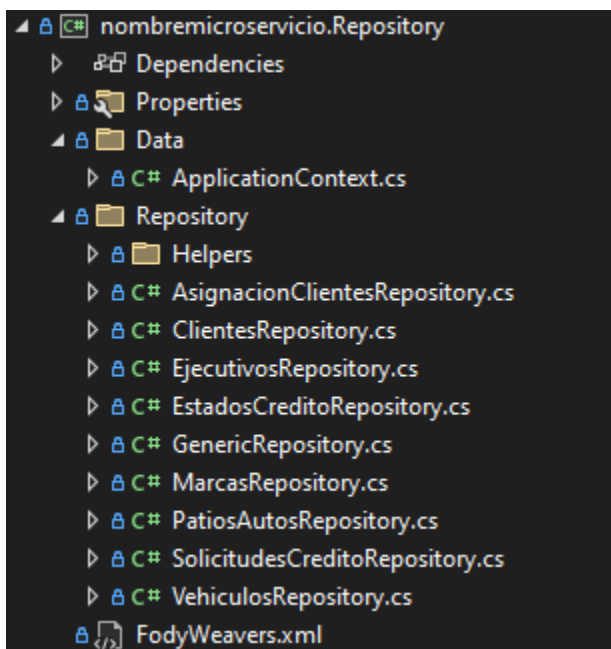 C# nombremicroservicio.Repository
Dependencies
Properties
Data
C# ApplicationContext.cs
Repository
Helpers
C# AsignacionClientesRepository.cs
C# ClientesRepository.cs
C# EjecutivosRepository.cs
C# EstadosCreditoRepository.cs
C# GenericRepository.cs
C# MarcasRepository.cs
C# PatiosAutosRepository.cs
C# SolicitudesCreditoRepository.cs
C# VehiculosRepository.cs
FodyWeavers.xml